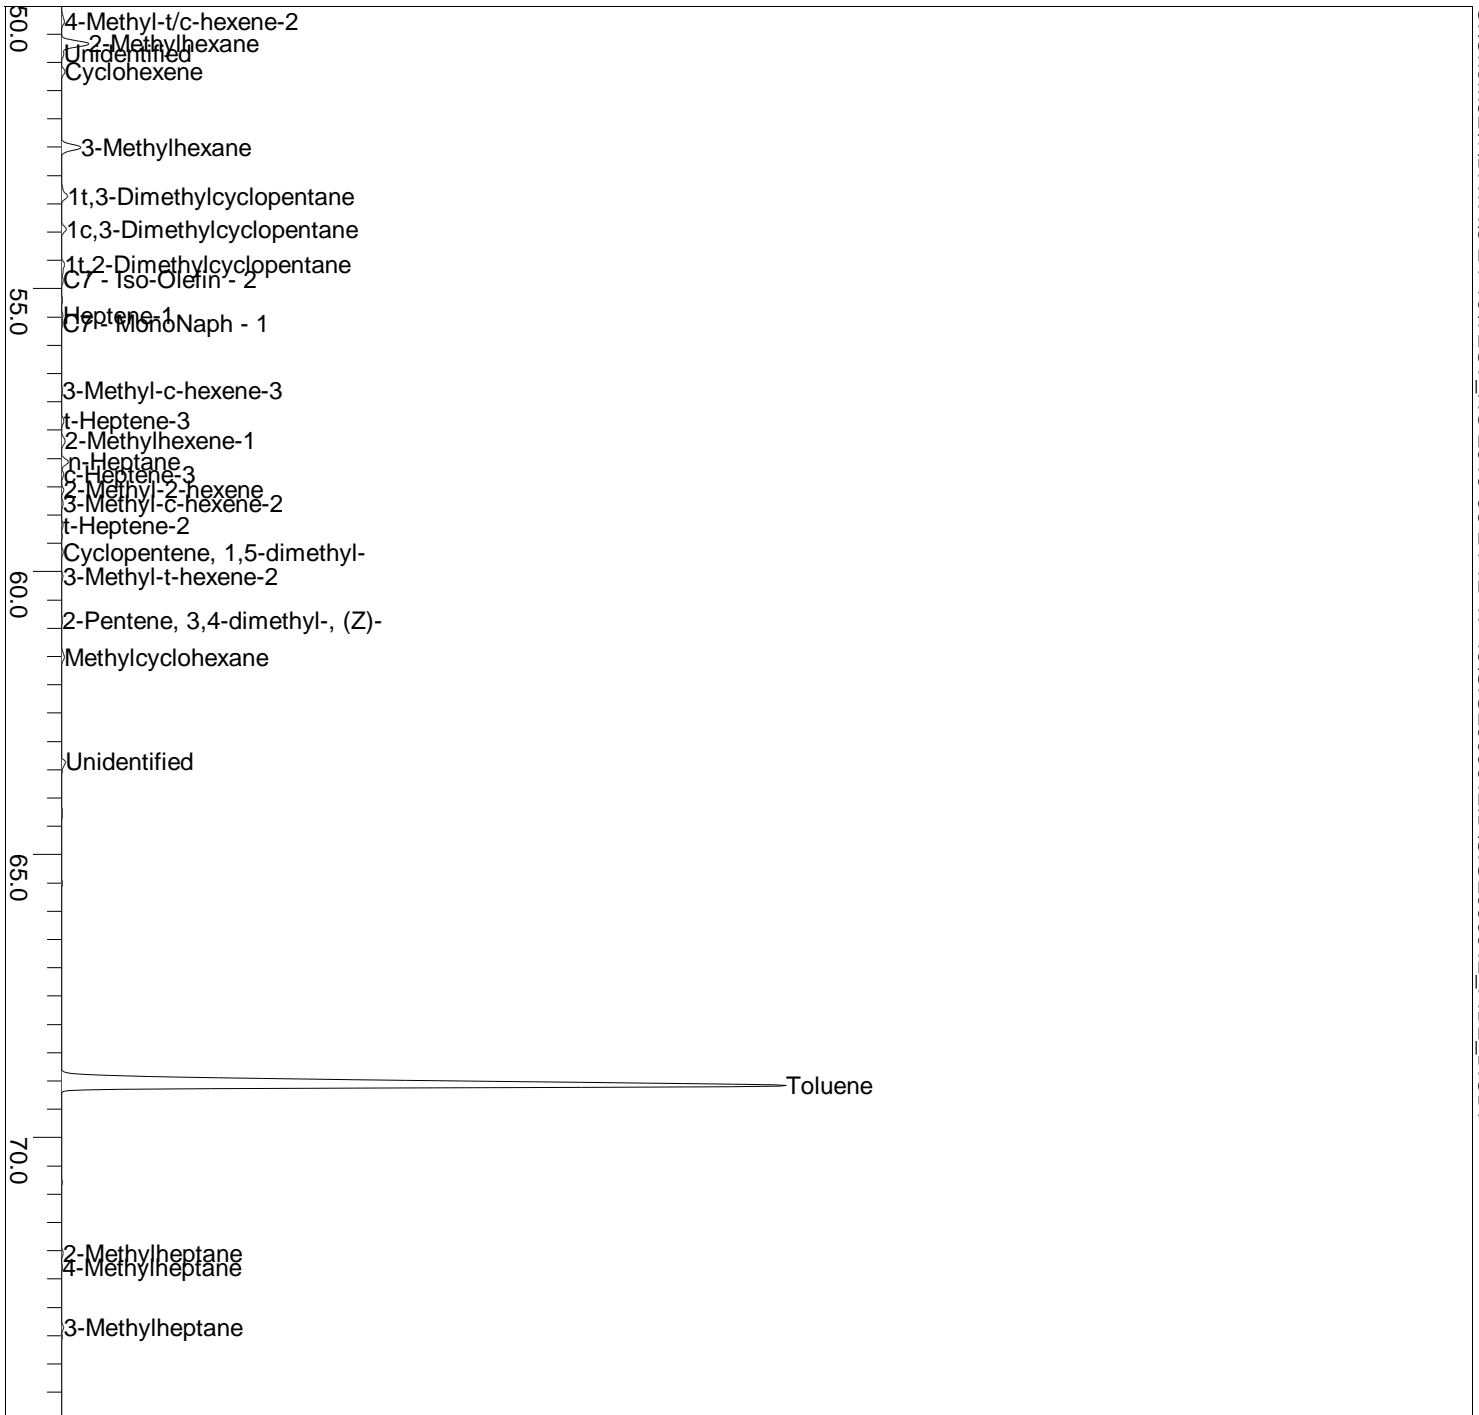 50.0
4-Methyl-t/c-hexene-2
2-Methylhexane
Unidentified
Cyclohexene
3-Methylhexane
1t,3-Dimethylcyclopentane
1c,3-Dimethylcyclopentane
1t,2-Dimethylcyclopentane
C7 - Iso-Olefin - 2
55.0
Heptene-1
C7 - MonoNaph - 1
3-Methyl-c-hexene-3
t-Heptene-3
2-Methylhexene-1
n-Heptane
c-Heptene-3
2-Methyl-2-hexene
3-Methyl-c-hexene-2
t-Heptene-2
Cyclopentene, 1,5-dimethyl-
60.0
3-Methyl-t-hexene-2
2-Pentene, 3,4-dimethyl-, (Z)-
Methylcyclohexane
Unidentified
65.0
Toluene
70.0
2-Methylheptane
4-Methylheptane
3-Methylheptane